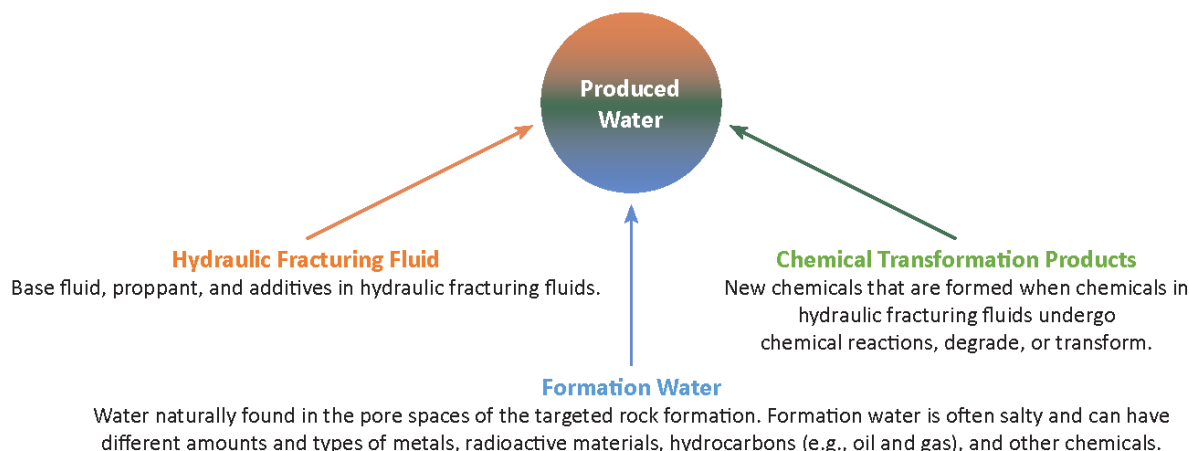 Produced
Water
Hydraulic Fracturing Fluid
Base fluid, proppant, and additives in hydraulic fracturing fluids.
Chemical Transformation Products
New chemicals that are formed when chemicals in
hydraulic fracturing fluids undergo
chemical reactions, degrade, or transform.
Formation Water
Water naturally found in the pore spaces of the targeted rock formation. Formation water is often salty and can have
different amounts and types of metals, radioactive materials, hydrocarbons (e.g., oil and gas), and other chemicals.